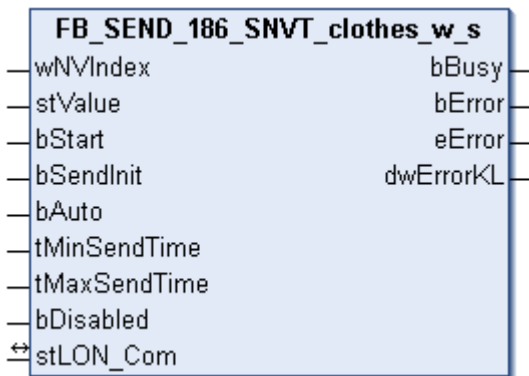 FB_SEND_186_SNVT_clothes_w_s
wNVIndex bBusy
stValue bError
bStart eError
bSendInit dwErrorKL
bAuto
tMinSendTime
tMaxSendTime
bDisabled
stLON_Com